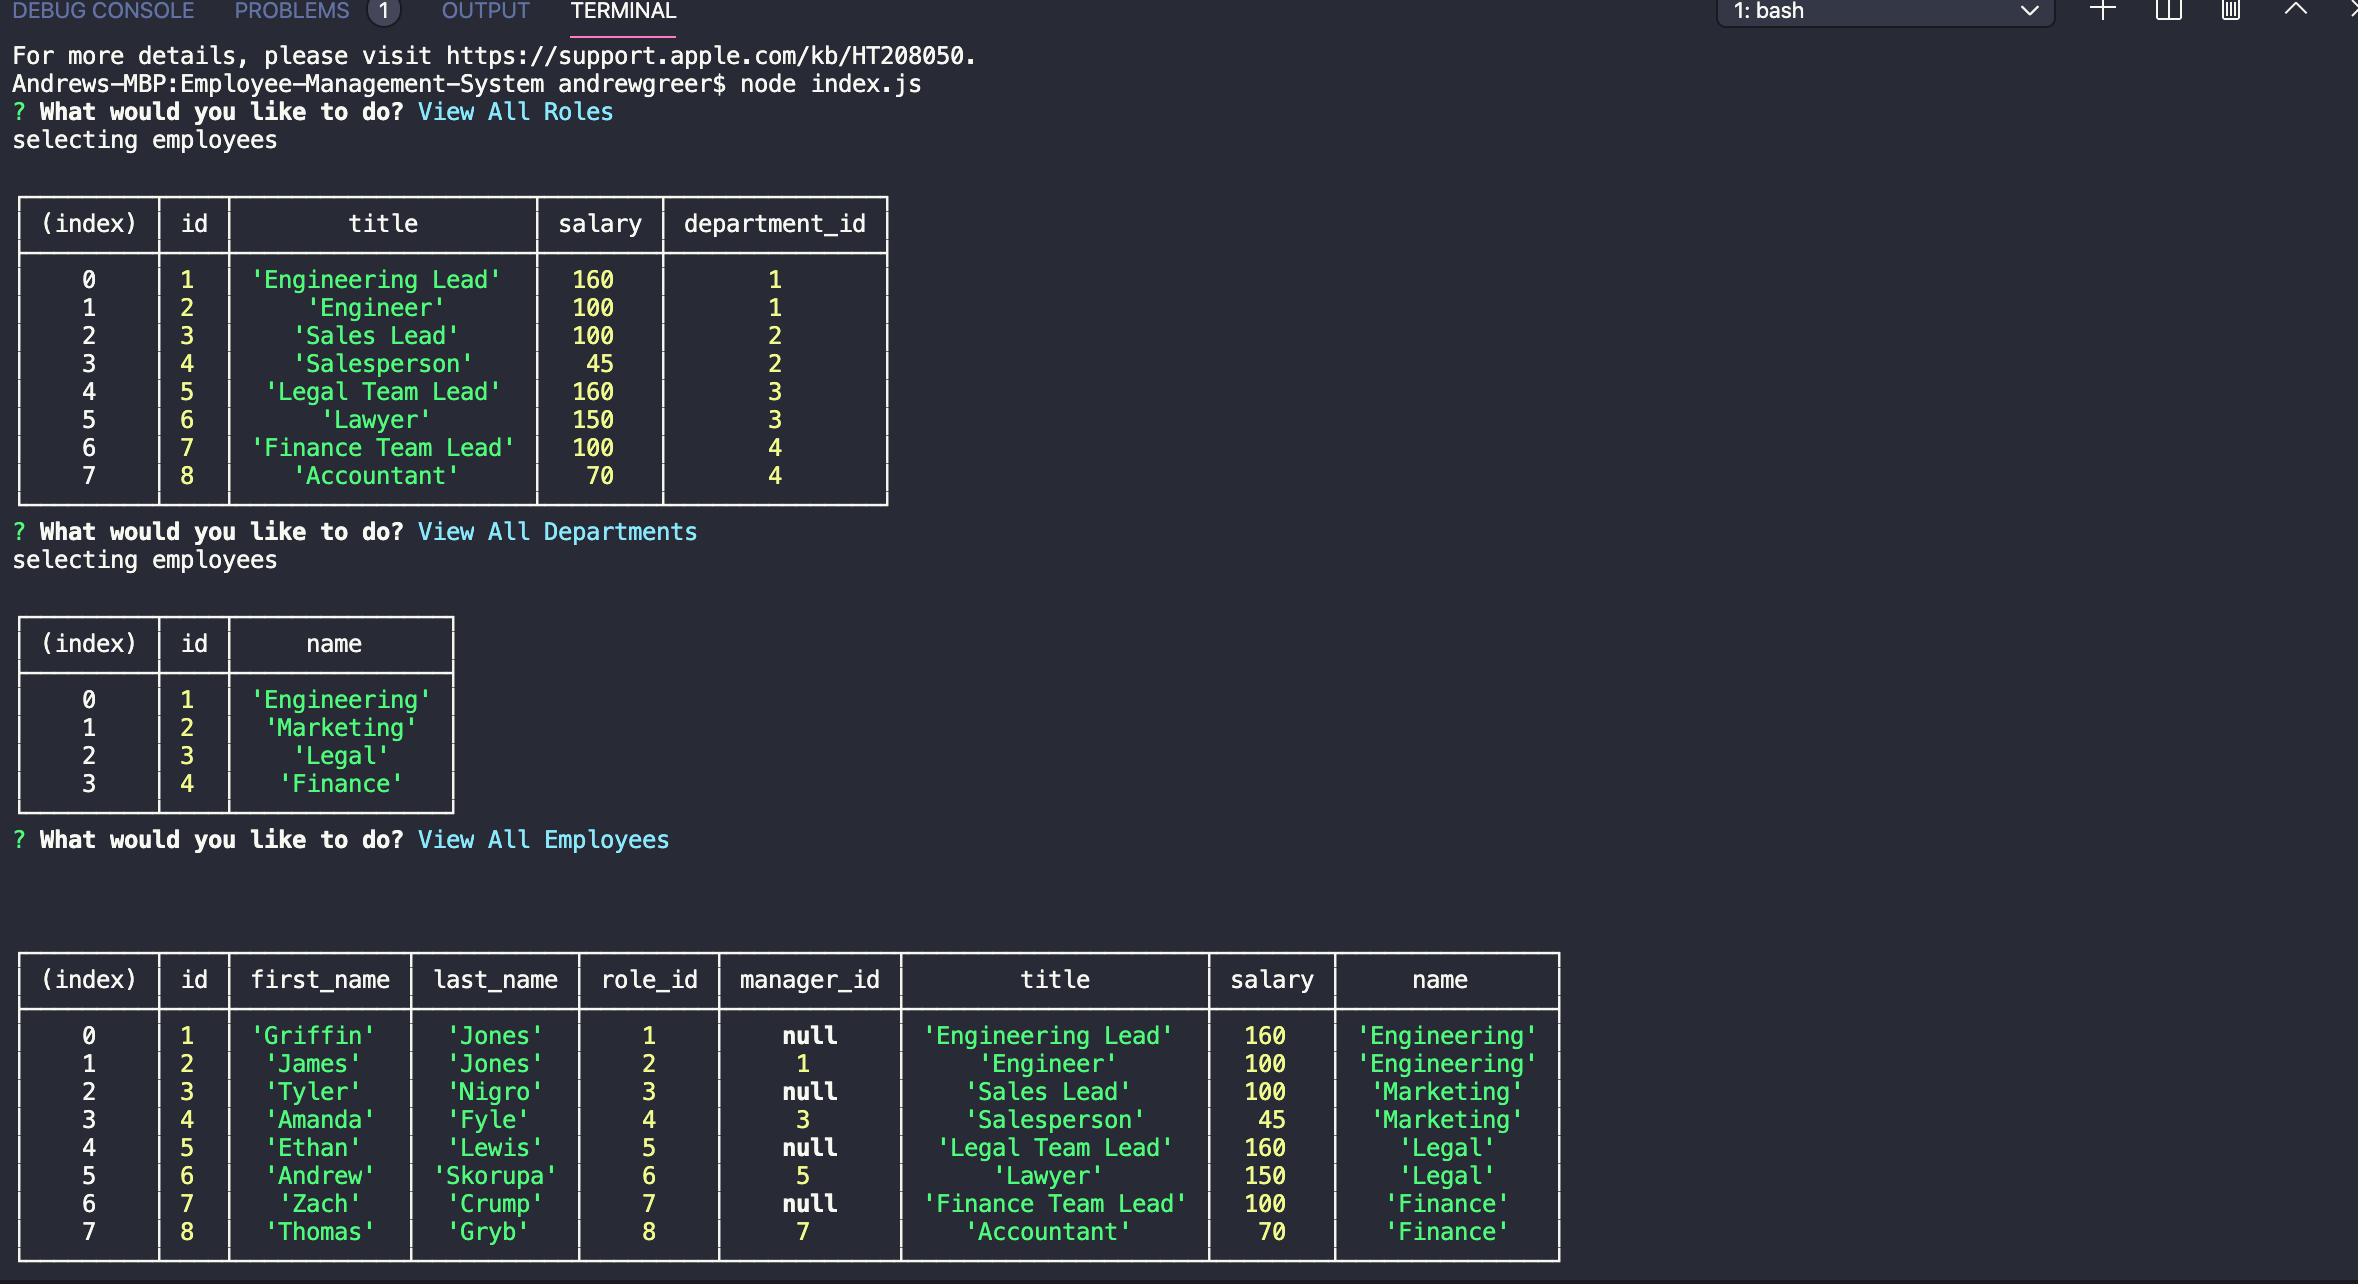 DEBUG CONSOLE PROBLEMS 1 OUTPUT TERMINAL 1: bash
For more details, please visit https://support.apple.com/kb/HT208050.
Andrews-MBP:Employee-Management-System andrewgreer$ node index.js
? What would you like to do? View All Roles
selecting employees
(index) id title salary department_id
0 1 'Engineering Lead' 160 1
1 2 'Engineer' 100 1
2 3 'Sales Lead' 100 2
3 4 'Salesperson' 45 2
4 5 'Legal Team Lead' 160 3
5 6 'Lawyer' 150 3
6 7 'Finance Team Lead' 100 4
7 8 'Accountant' 70 4
? What would you like to do? View All Departments
selecting employees
(index) id name
0 1 'Engineering'
1 2 'Marketing'
2 3 'Legal'
3 4 'Finance'
? What would you like to do? View All Employees
(index) id first_name last_name role_id manager_id title salary name
0 1 'Griffin' 'Jones' 1 null 'Engineering Lead' 160 'Engineering'
1 2 'James' 'Jones' 2 1 'Engineer' 100 'Engineering'
2 3 'Tyler' 'Nigro' 3 null 'Sales Lead' 100 'Marketing'
3 4 'Amanda' 'Fyle' 4 3 'Salesperson' 45 'Marketing'
4 5 'Ethan' 'Lewis' 5 null 'Legal Team Lead' 160 'Legal'
5 6 'Andrew' 'Skorupa' 6 5 'Lawyer' 150 'Legal'
6 7 'Zach' 'Crump' 7 null 'Finance Team Lead' 100 'Finance'
7 8 'Thomas' 'Gryb' 8 7 'Accountant' 70 'Finance'